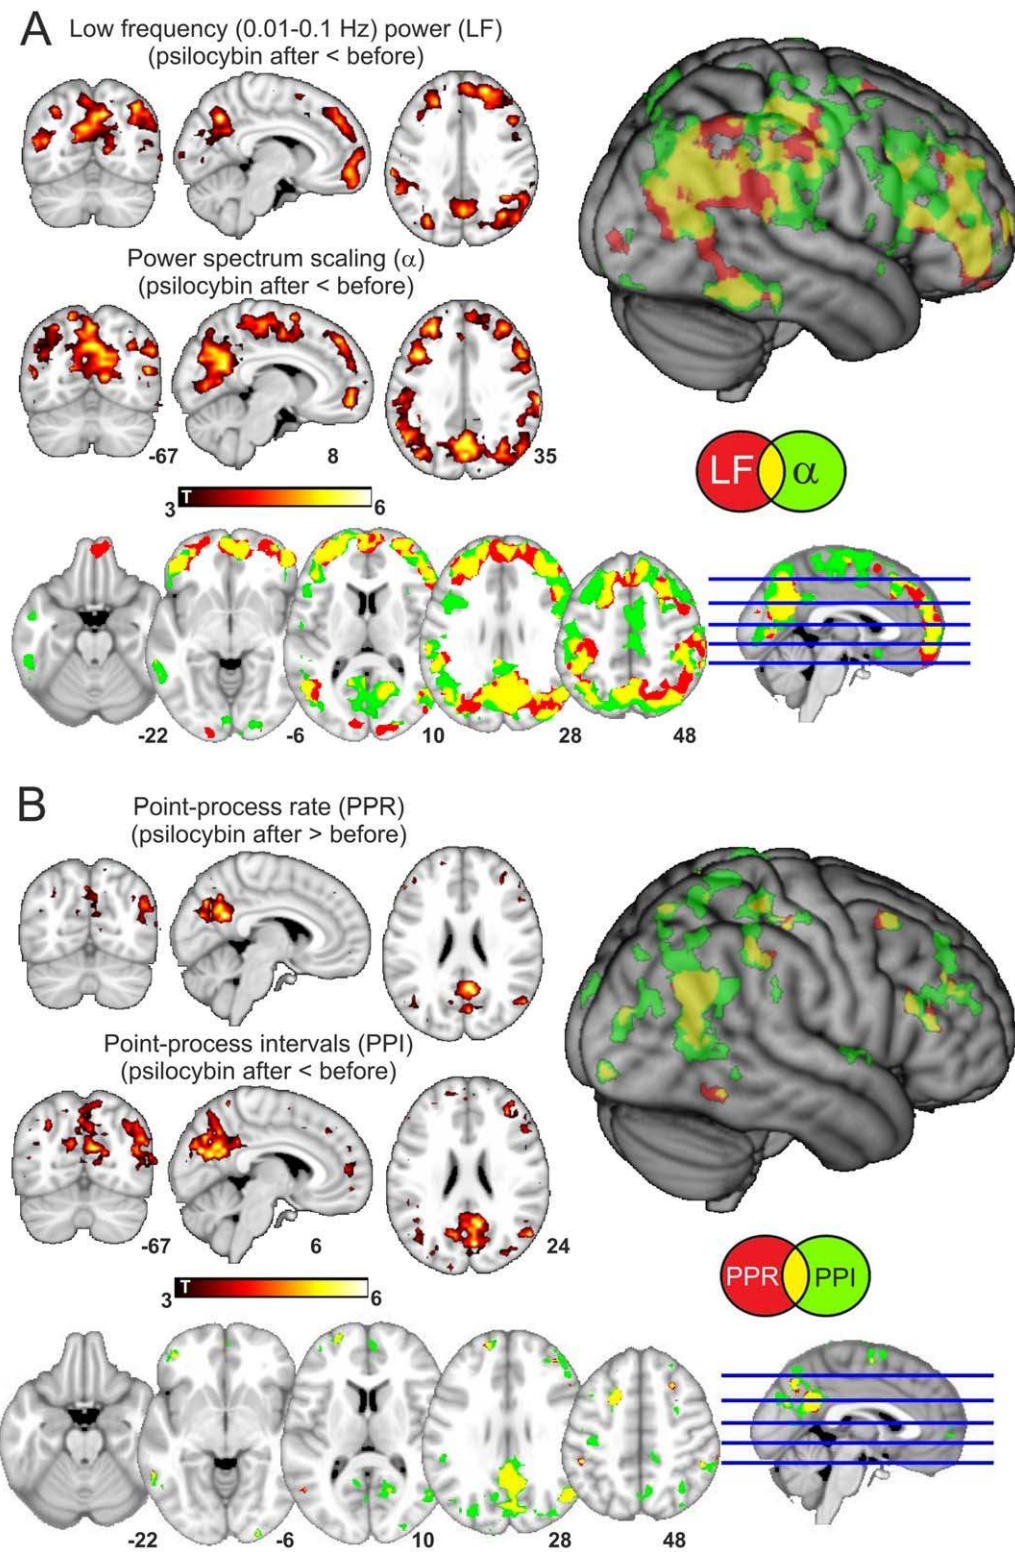 A
Low frequency (0.01-0.1 Hz) power (LF)
(psilocybin after < before)
Power spectrum scaling (α)
(psilocybin after < before)
-67
8
35
T
3
6
LF
α
-22
-6
10
28
48
B
Point-process rate (PPR)
(psilocybin after > before)
Point-process intervals (PPI)
(psilocybin after < before)
-67
6
24
T
3
6
PPR
PPI
-22
-6
10
28
48